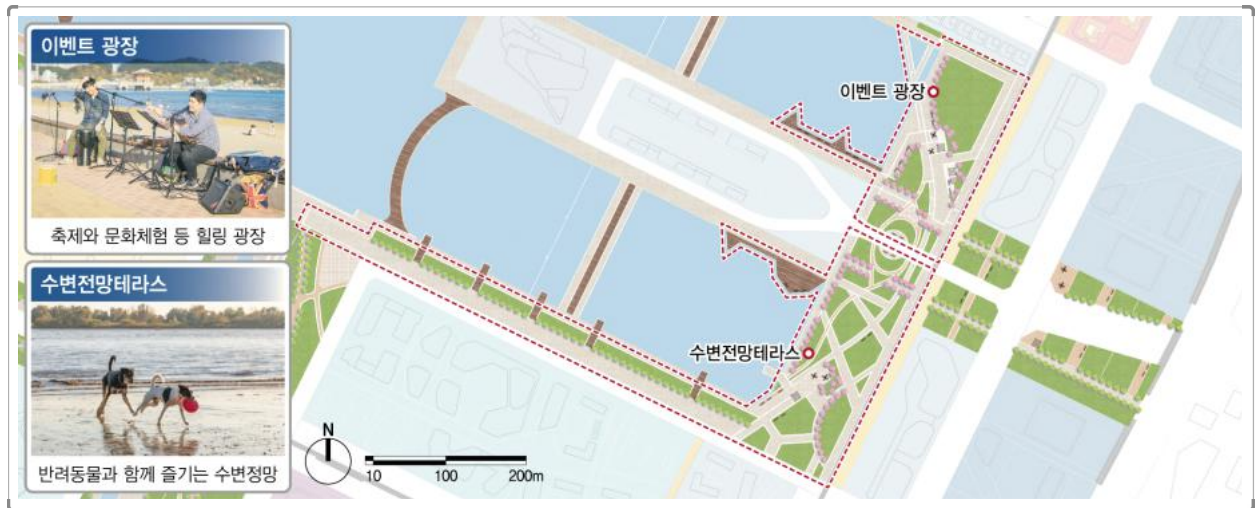 이벤트 광장
축제와 문화체험 등 힐링 광장
수변전망테라스
반려동물과 함께 즐기는 수변정망
이벤트 광장
수변전망테라스
N
10 100 200m